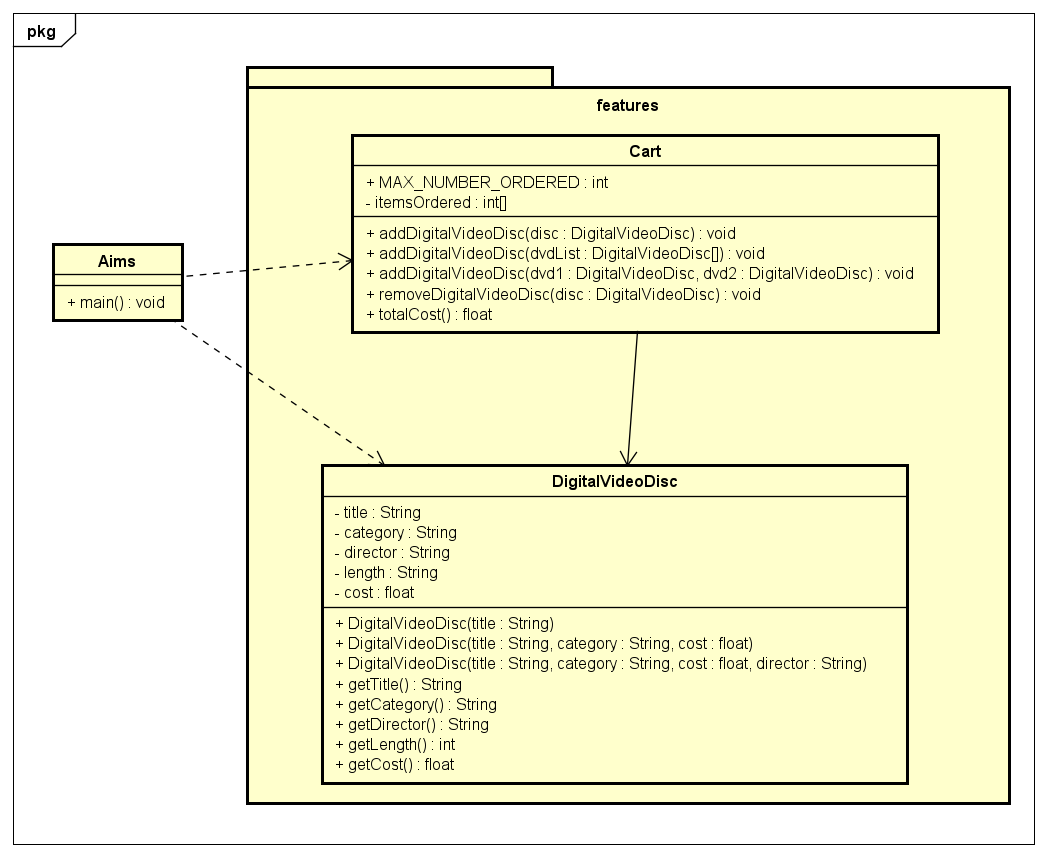 pkg
features
Cart
+ MAX_NUMBER_ORDERED : int
- itemsOrdered : int[]
+ addDigitalVideoDisc(disc : DigitalVideoDisc) : void
+ addDigitalVideoDisc(dvdList : DigitalVideoDisc[]) : void
+ addDigitalVideoDisc(dvd1 : DigitalVideoDisc, dvd2 : DigitalVideoDisc) : void
+ removeDigitalVideoDisc(disc : DigitalVideoDisc) : void
+ totalCost() : float
Aims
+ main() : void
DigitalVideoDisc
- title : String
- category : String
- director : String
- length : String
- cost : float
+ DigitalVideoDisc(title : String)
+ DigitalVideoDisc(title : String, category : String, cost : float)
+ DigitalVideoDisc(title : String, category : String, cost : float, director : String)
+ getTitle() : String
+ getCategory() : String
+ getDirector() : String
+ getLength() : int
+ getCost() : float